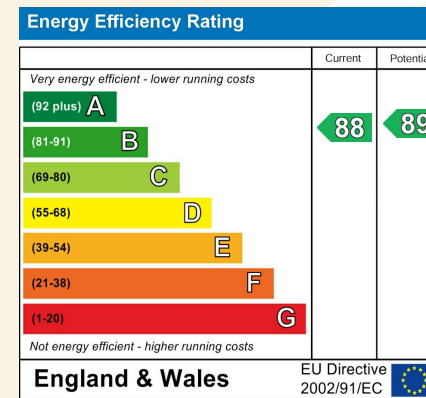 Energy Efficiency Rating
Current Potentia
Very energy efficient - lower running costs
(92 plus) A
(81-91) B
88 89
(69-80) C
(55-68) D
(39-54) E
(21-38) F
(1-20) G
Not energy efficient - higher running costs
England & Wales
EU Directive
2002/91/EC